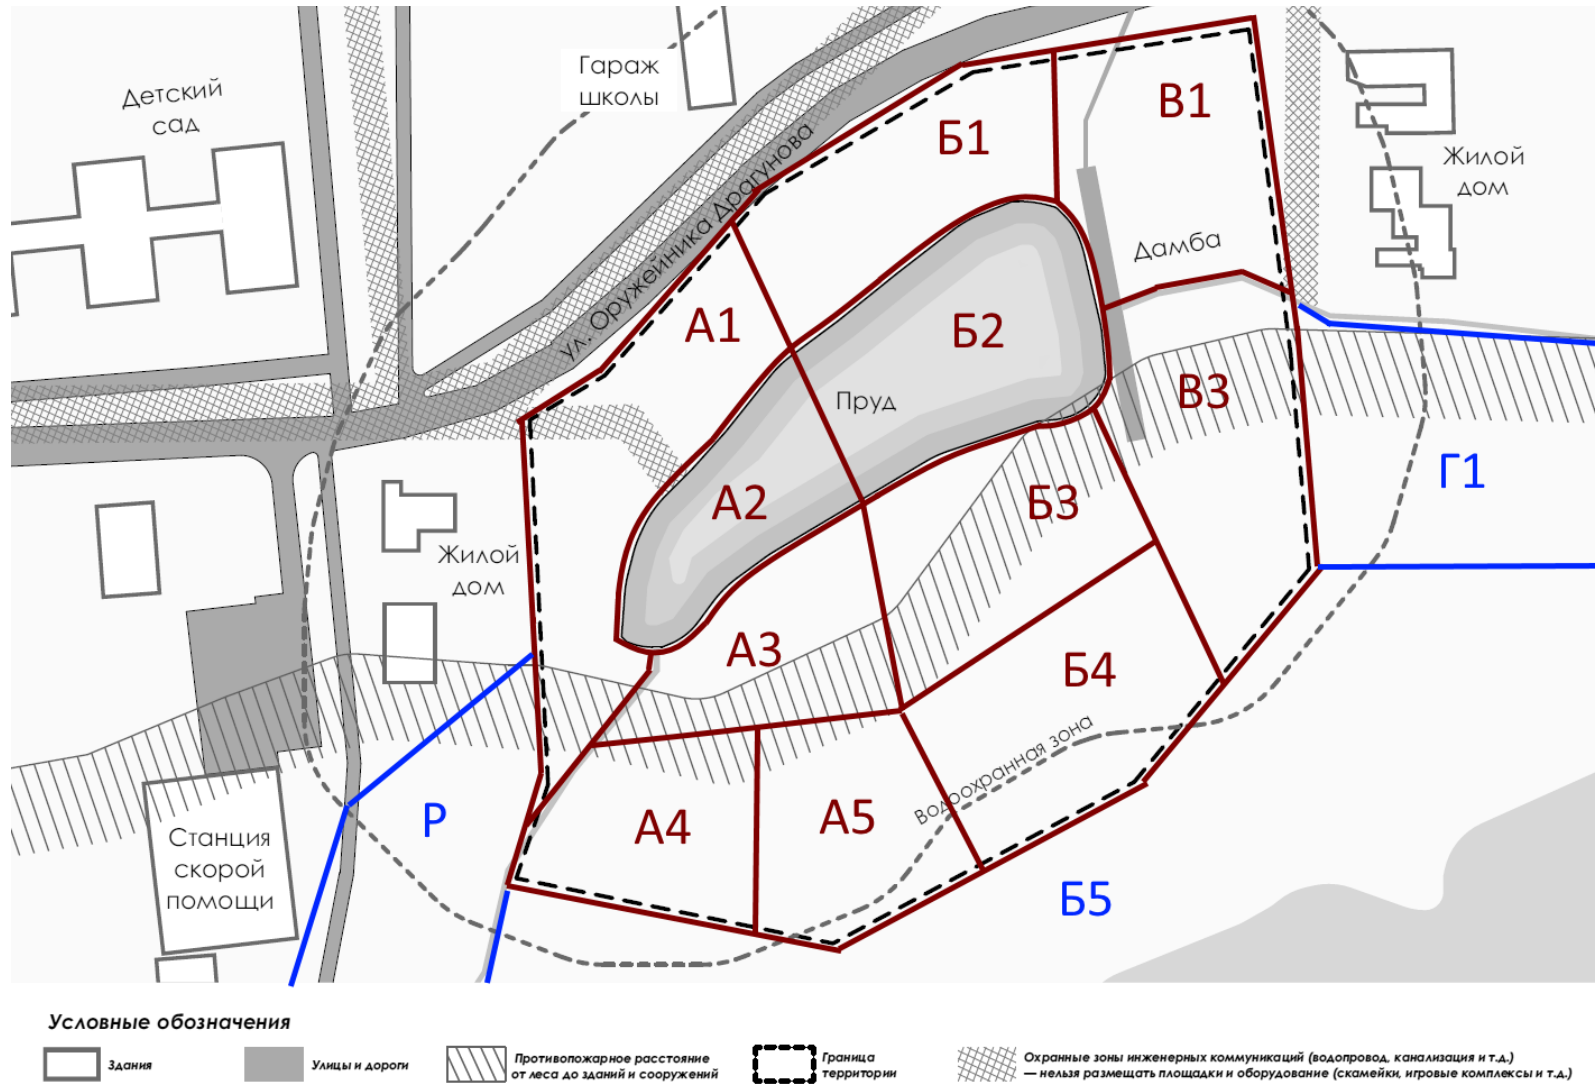 Гараж
школы
Детский
сад
ул. Оружейника Драгунова
Б1
В1
Жилой
дом
Дамба
А1
Б2
Пруд
В3
Г1
А2
Б3
Жилой
дом
А3
Б4
Водоохранная зона
Р
А4
А5
Станция
скорой
помощи
Б5
Условные обозначения
Здания
Улицы и дороги
Противопожарное расстояние
от леса до зданий и сооружений
Граница
территории
Охранные зоны инженерных коммуникаций (водопровод, канализация и т.д.)
— нельзя размещать площадки и оборудование (скамейки, игровые комплексы и т.д.)